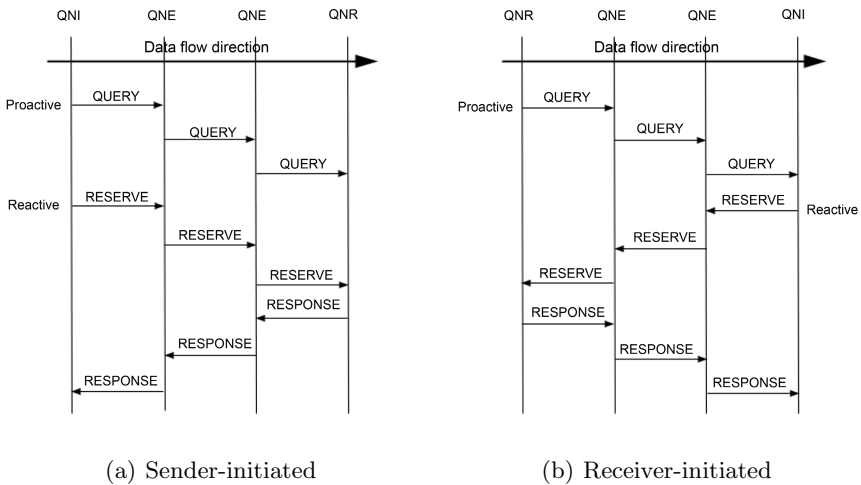 QNI QNE QNE QNR
Data flow direction
Proactive QUERY
QUERY
QUERY
Reactive RESERVE
RESERVE
RESERVE
RESPONSE
RESPONSE
RESPONSE
(a) Sender-initiated
QNR QNE QNE QNI
Data flow direction
Proactive QUERY
QUERY
QUERY
RESERVE Reactive
RESERVE
RESERVE
RESPONSE
RESPONSE
RESPONSE
(b) Receiver-initiated